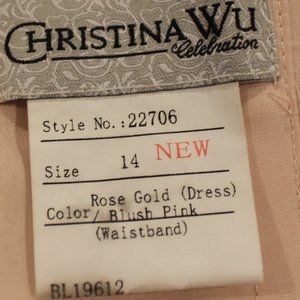 CHRISTINA WU
Celebration
Style No.:22706
Size 14 NEW
Rose Gold (Dress)
Color/ Blush Pink
(Waistband)
BL19612